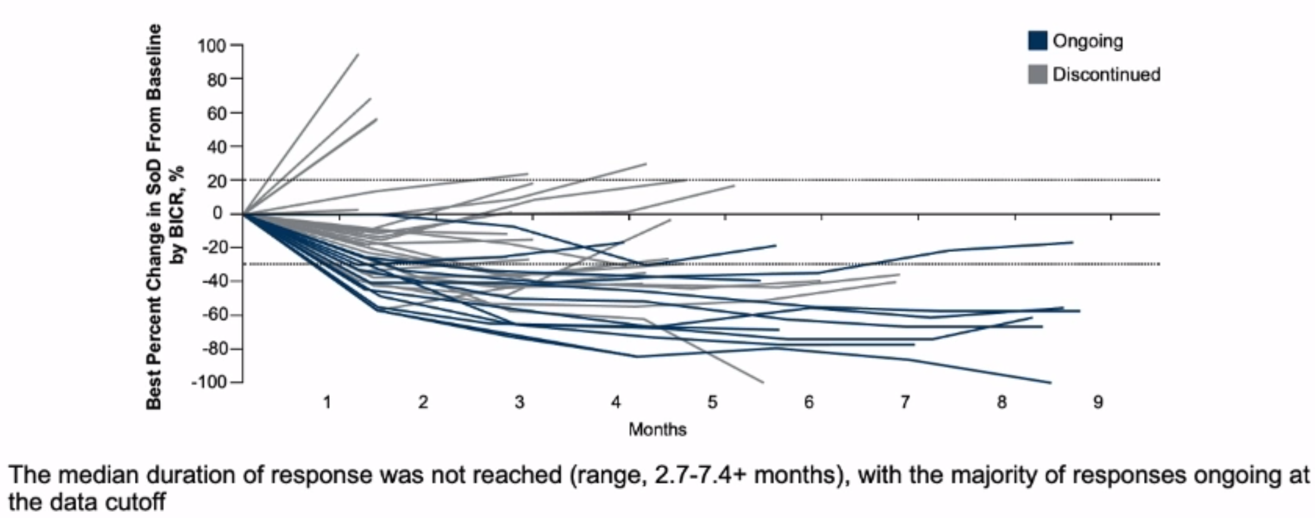 Best Percent Change in SoD From Baseline
by BICR, %
100
80
60
40
20
0
-20
-40
-60
-80
-100
Ongoing
Discontinued
1 2 3 4 5 6 7 8 9
Months
The median duration of response was not reached (range, 2.7-7.4+ months), with the majority of responses ongoing at
the data cutoff